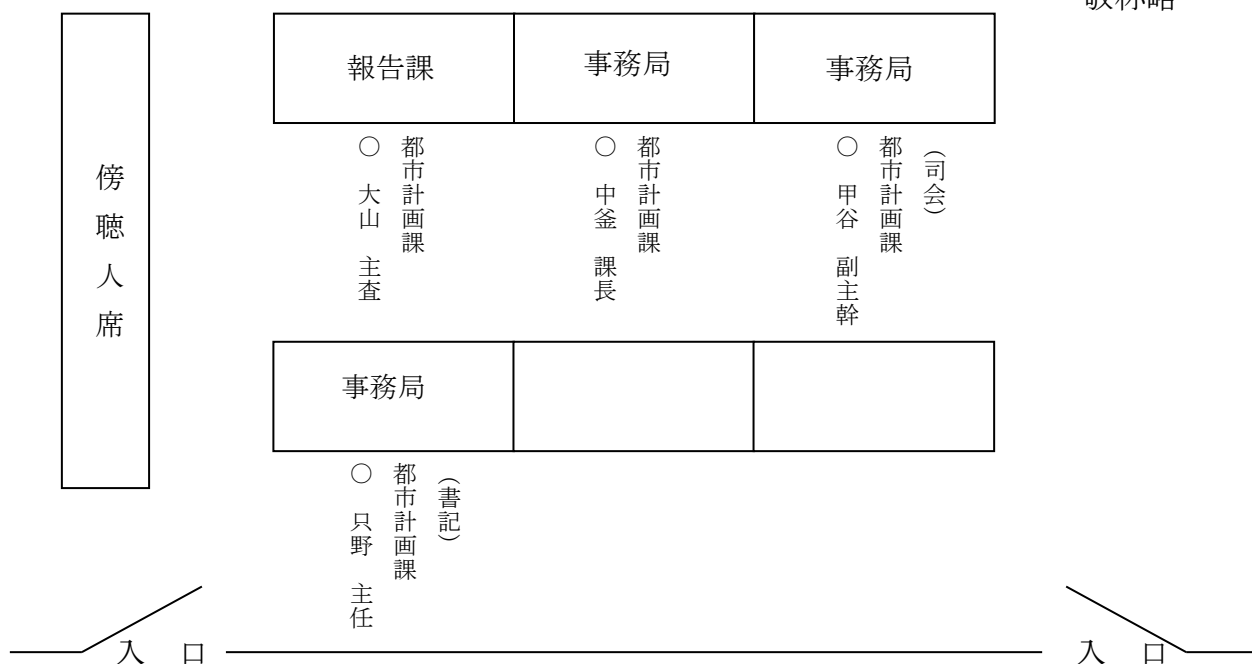 敬称略
報告課
事務局
事務局
傍聴人席
都市計画課
○ 大山 主査
都市計画課
○ 中釜 課長
(司会)
都市計画課
○ 甲谷 副主幹
事務局
(書記)
都市計画課
○ 只野 主任
入 口
入 口